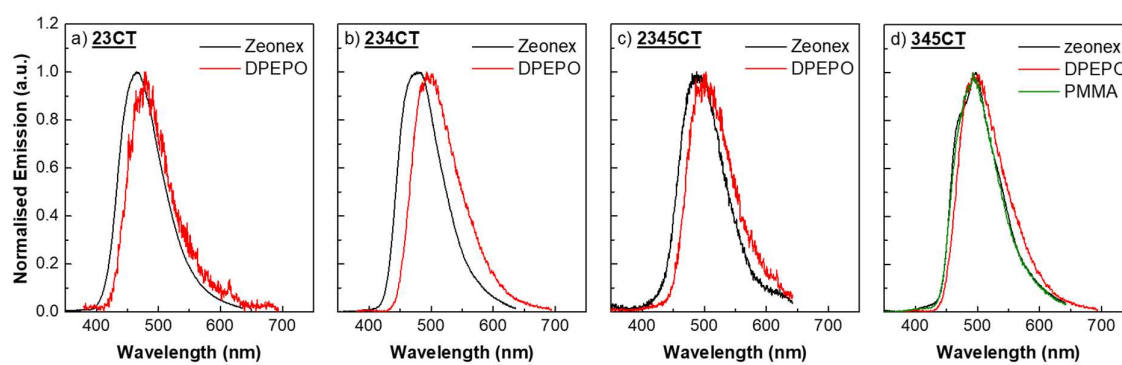 Normalised Emission (a.u.)
1.2
1.0
0.8
0.6
0.4
0.2
0.0
a) 23CT
Zeonex
DPEPO
400 500 600 700
Wavelength (nm)
b) 234CT
Zeonex
DPEPO
400 500 600 700
Wavelength (nm)
c) 2345CT
Zeonex
DPEPO
400 500 600 700
Wavelength (nm)
d) 345CT
zeonex
DPEPO
PMMA
400 500 600 700
Wavelength (nm)